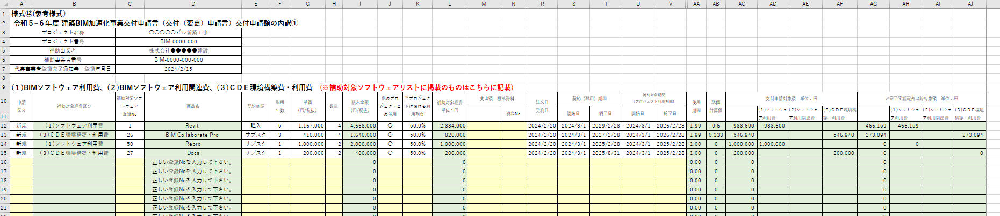 A B C D E F G H I J K L M N R S T U V AA AB AC AD AE AF AG AH AI AJ
1 様式⑫(参考様式)
2 令和５-６年度 建築BIM加速化事業交付申請書（交付（変更）申請書）交付申請額の内訳①
3 プロジェクト名称 〇〇〇〇〇ビル新築工事
4 プロジェクト番号 BIM-0000-000
5 補助事業者 株式会社●●●●●建設
6 補助事業者番号 BIM-0000-000-000
7 代表事業者登録完了通知書　登録年月日 2024/2/15
8
9 (１)BIMソフトウェア利用費、(２)BIMソフトウェア利用関連費、(３)ＣＤＥ環境構築費・利用費　(※補助対象ソフトウェアリストに掲載のものはこちらに記載)
10
11
申請
区分
補助対象経費区分
補助対象ソフ
トウェア
登録No
商品名
契約形態
耐用
年数
単価
(円/税抜)
数量
購入金額
(円/税抜)
他のプロ
ジェクトと
の併用
当プロジェク
トにおける利
用割合
補助対象経費
単位：円
支出額　根拠資料
資料No
注文日
契約日
契約（耐用）期間
開始日 終了日
補助対象期間
(プロジェクト利用期間)
開始日 終了日
使用
期間
残価
計算値
交付申請対象額　単位：円
(１)ソフトウェ
ア利用費
(２)ソフトウェ
ア利用関連費
(３)ＣＤＥ環境構
築・利用費
※完了実績報告以降対象額　単位：円
(１)ソフトウェ
ア利用費
(２)ソフトウェ
ア利用関連費
(３)ＣＤＥ環境
構築・利用費
12 新規 (１)ソフトウェア利用費 1 Revit 購入 5 1,167,000 4 4,668,000 〇 50.0% 2,334,000 2024/2/20 2024/3/1 2029/2/28 2024/3/1 2026/2/28 1.99 0.6 933,600 933,600 466,159 466,159
13 新規 (３)ＣＤＥ環境構築・利用費 26 BIM Collaborate Pro サブスク 3 410,000 4 1,640,000 〇 50.0% 820,000 2024/2/20 2024/3/1 2027/2/28 2024/3/1 2026/2/28 1.99 0.333 546,940 546,940 273,094 273,094
14 新規 (１)ソフトウェア利用費 50 Rebro サブスク 1 1,000,000 2 2,000,000 〇 50.0% 1,000,000 2024/2/20 2024/3/1 2025/2/28 2024/3/1 2025/2/28 1.00 0 1,000,000 1,000,000 0 0
15 新規 (３)ＣＤＥ環境構築・利用費 27 Docs サブスク 1 200,000 2 400,000 〇 50.0% 200,000 2024/2/20 2024/3/1 2025/8/31 2024/3/1 2025/2/28 1.00 0 200,000 200,000 0 0
16 正しい登録Noを入力して下さい。 0 0 0.00 0 0 0
17 正しい登録Noを入力して下さい。 0 0 0.00 0 0 0
18 正しい登録Noを入力して下さい。 0 0 0.00 0 0 0
19 正しい登録Noを入力して下さい。 0 0 0.00 0 0 0
20 正しい登録Noを入力して下さい。 0 0 0.00 0 0 0
21 正しい登録Noを入力して下さい。 0 0 0.00 0 0 0